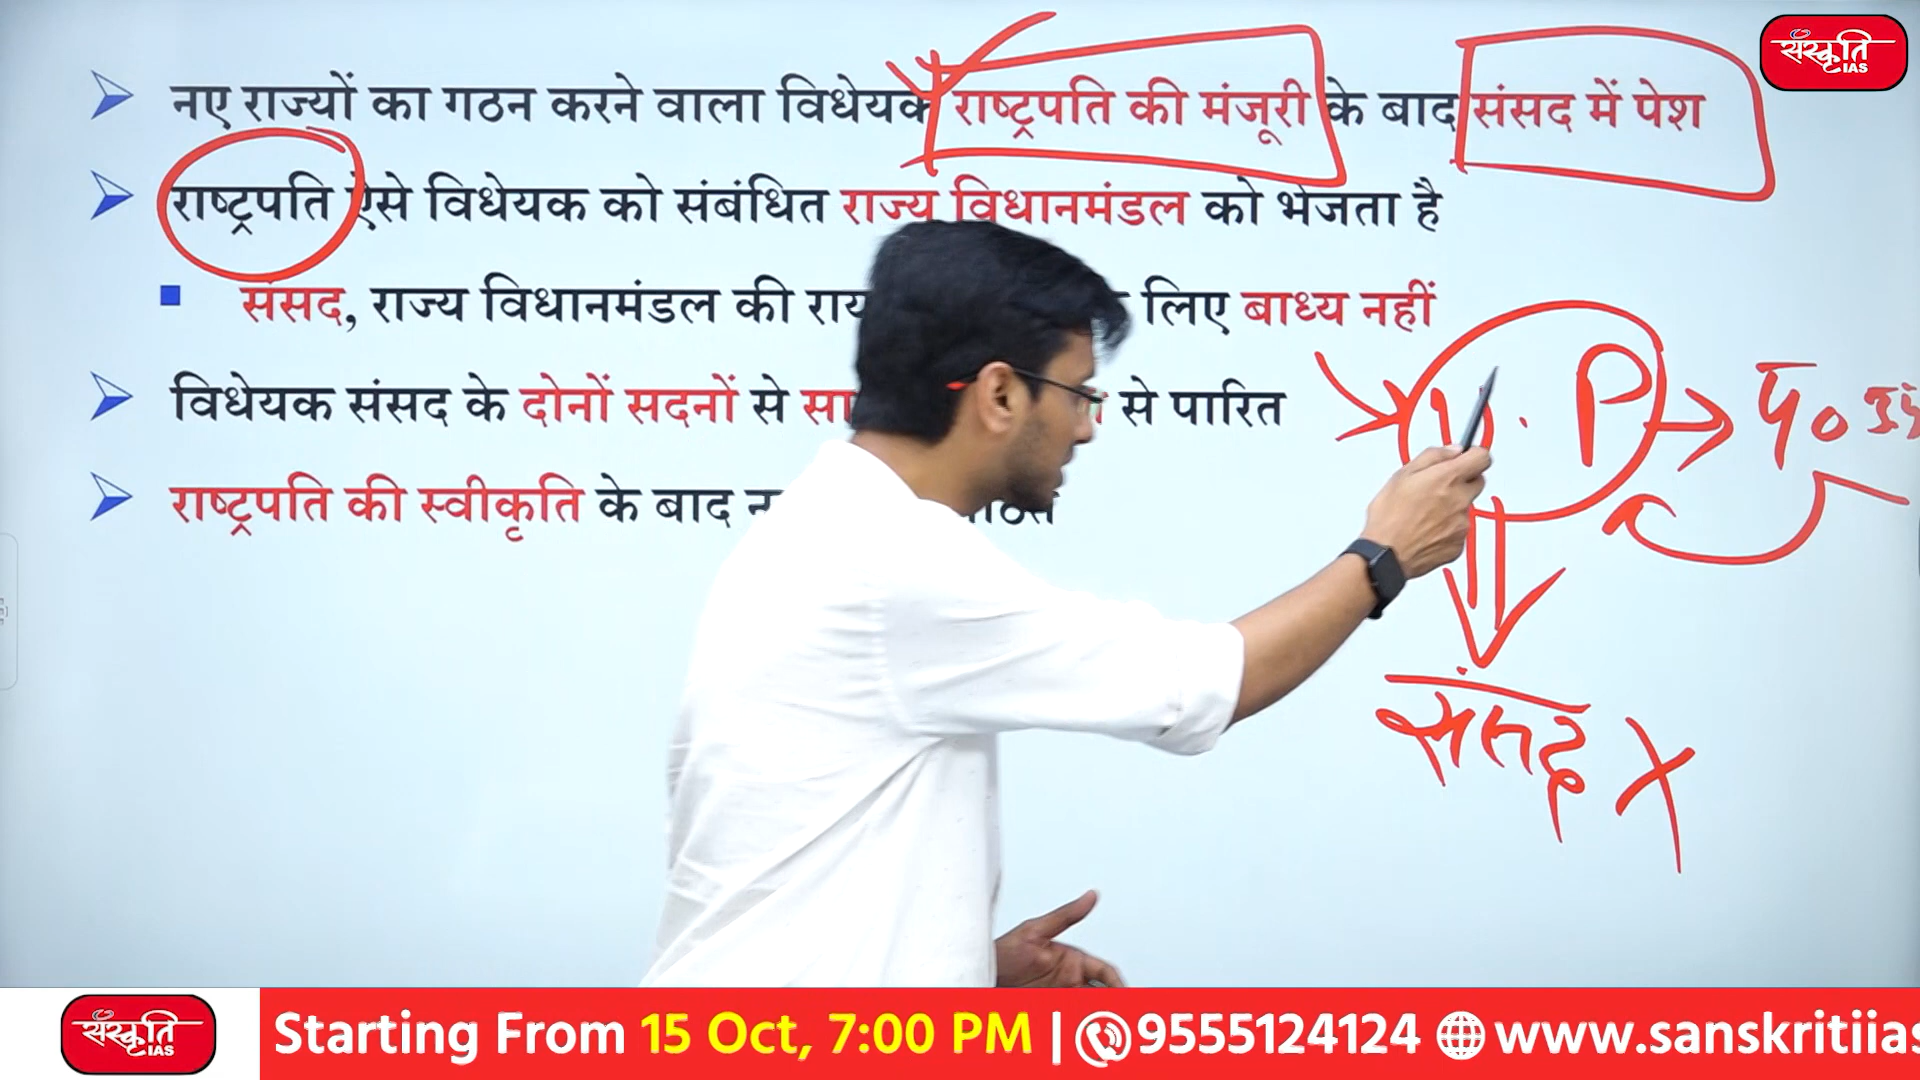 संस्कृति IAS
नए राज्यों का गठन करने वाला विधेयक राष्ट्रपति की मंजूरी के बाद संसद में पेश
राष्ट्रपति ऐसे विधेयक को संबंधित राज्य विधानमंडल को भेजता है
संसद, राज्य विधानमंडल की राय लिए बाध्य नहीं
विधेयक संसद के दोनों सदनों से से पारित
राष्ट्रपति की स्वीकृति के बाद
U.P
संसद X
संस्कृति IAS
Starting From 15 Oct, 7:00 PM | 9555124124 www.sanskritiias